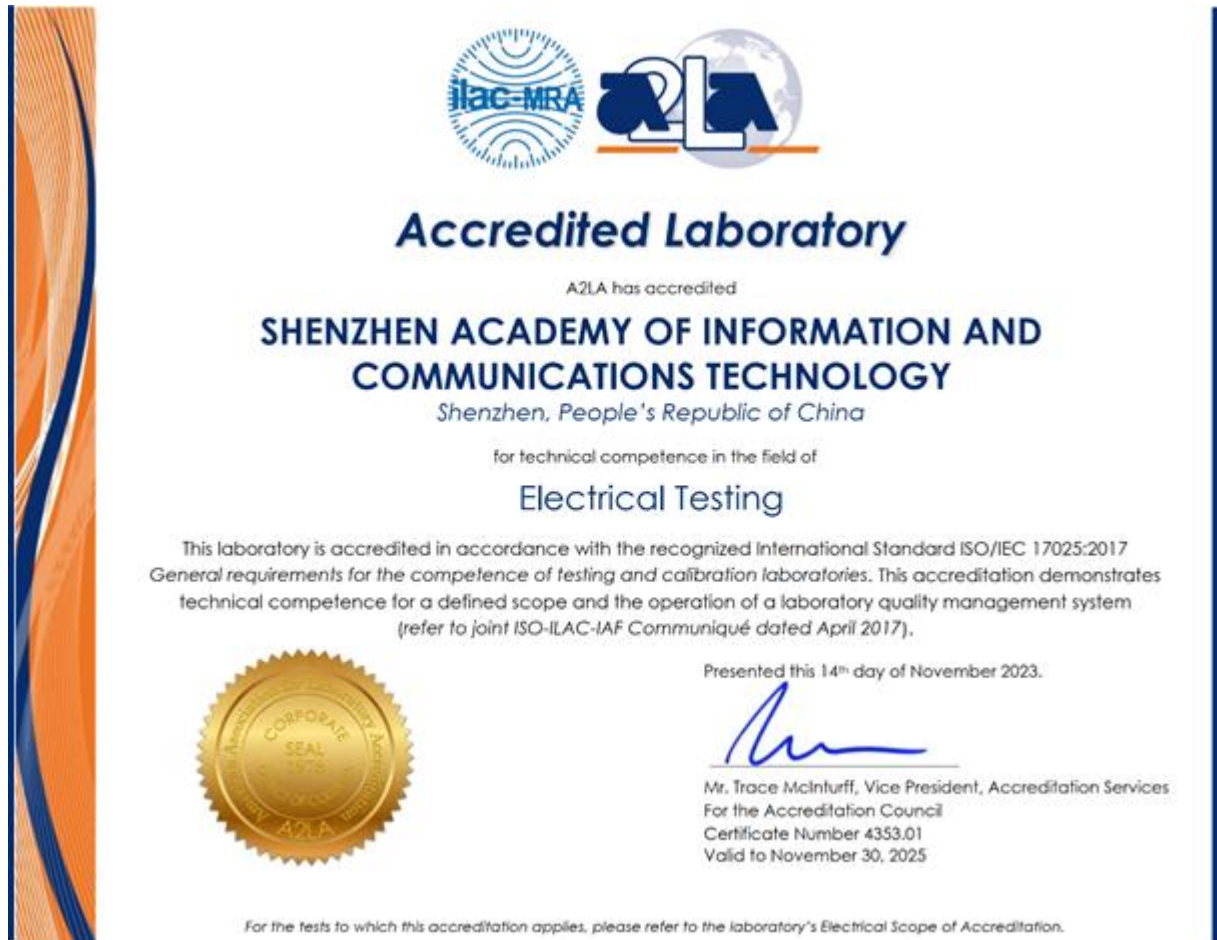 ilac-MRA
A2LA
Accredited Laboratory
A2LA has accredited
SHENZHEN ACADEMY OF INFORMATION AND
COMMUNICATIONS TECHNOLOGY
Shenzhen, People's Republic of China
for technical competence in the field of
Electrical Testing
This laboratory is accredited in accordance with the recognized International Standard ISO/IEC 17025:2017
General requirements for the competence of testing and calibration laboratories. This accreditation demonstrates
technical competence for a defined scope and the operation of a laboratory quality management system
(refer to joint ISO-ILAC-IAF Communiqué dated April 2017).
American Association for Laboratory Accreditation
CORPORATE
SEAL
1978
A2LA
Presented this 14th day of November 2023.
Mr. Trace McInturff, Vice President, Accreditation Services
For the Accreditation Council
Certificate Number 4353.01
Valid to November 30, 2025
For the tests to which this accreditation applies, please refer to the laboratory's Electrical Scope of Accreditation.